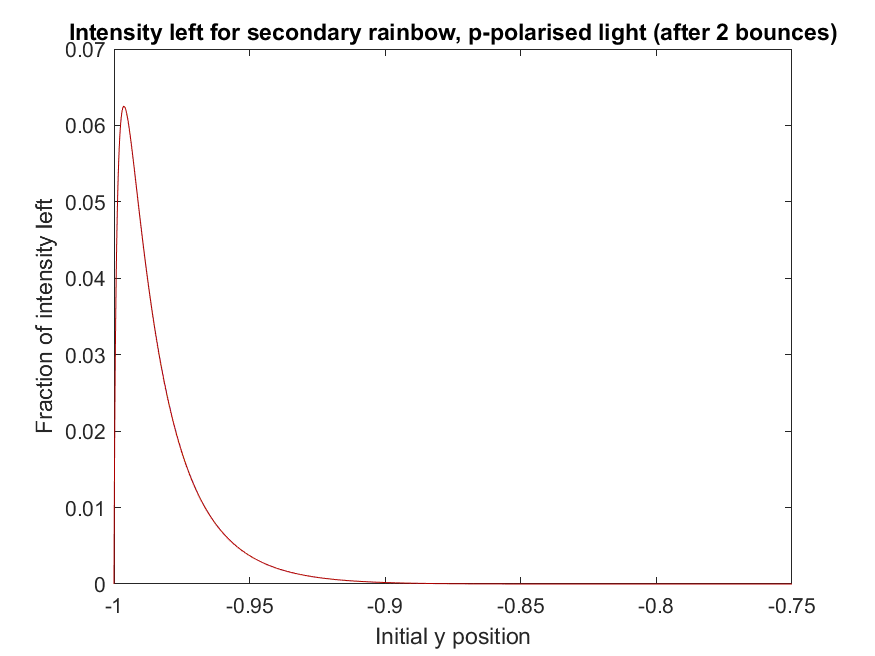 Intensity left for secondary rainbow, p-polarised light (after 2 bounces)
0.07
0.06
0.05
0.04
0.03
0.02
0.01
0
Fraction of intensity left
-1 -0.95 -0.9 -0.85 -0.8 -0.75
Initial y position